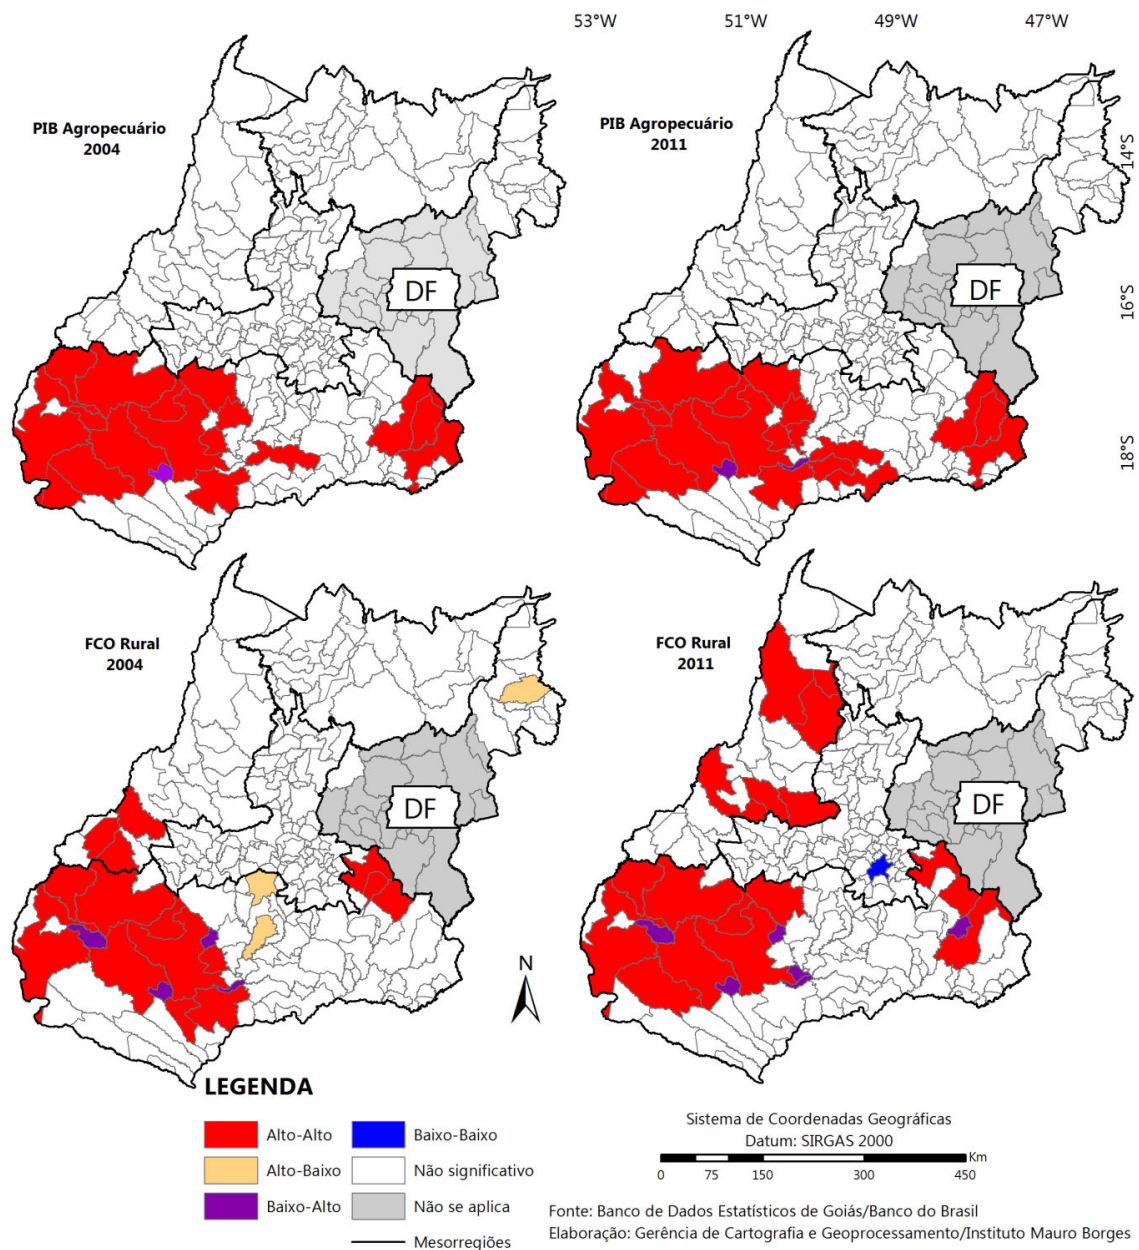 53°W 51°W 49°W 47°W
PIB Agropecuário
2004
PIB Agropecuário
2011
14°S
DF
DF
16°S
18°S
FCO Rural
2004
FCO Rural
2011
DF
DF
N
LEGENDA
Alto-Alto
Baixo-Baixo
Alto-Baixo
Não significativo
Baixo-Alto
Não se aplica
Mesorregiões
Sistema de Coordenadas Geográficas
Datum: SIRGAS 2000
Km
0 75 150 300 450
Fonte: Banco de Dados Estatísticos de Goiás/Banco do Brasil
Elaboração: Gerência de Cartografia e Geoprocessamento/Instituto Mauro Borges